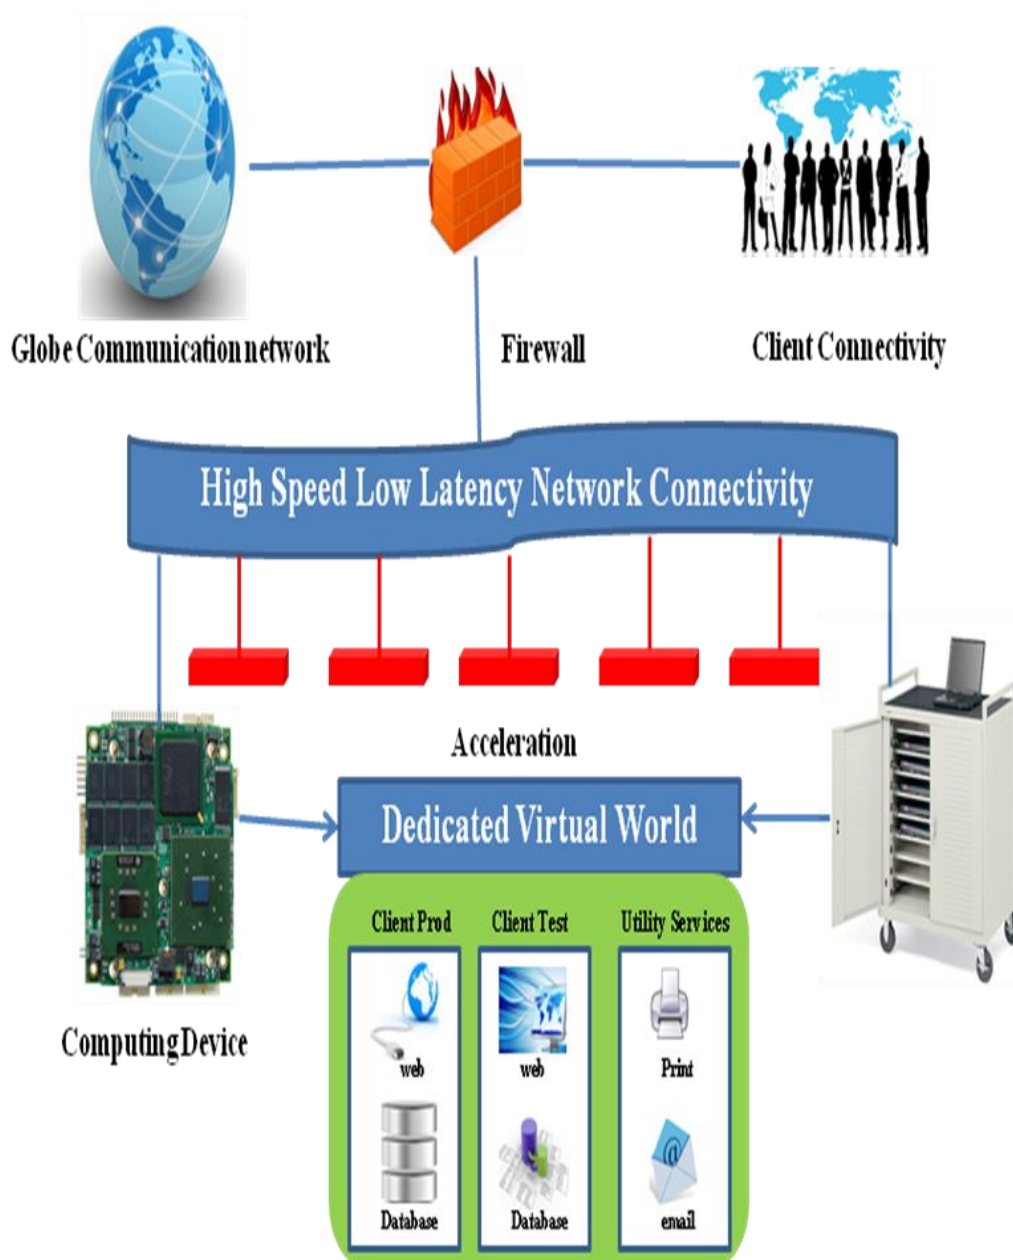 Globe Communication network
Firewall
Client Connectivity
High Speed Low Latency Network Connectivity
Acceleration
Dedicated Virtual World
Client Prod
Client Test
Utility Services
web
web
Print
Database
Database
email
Computing Device